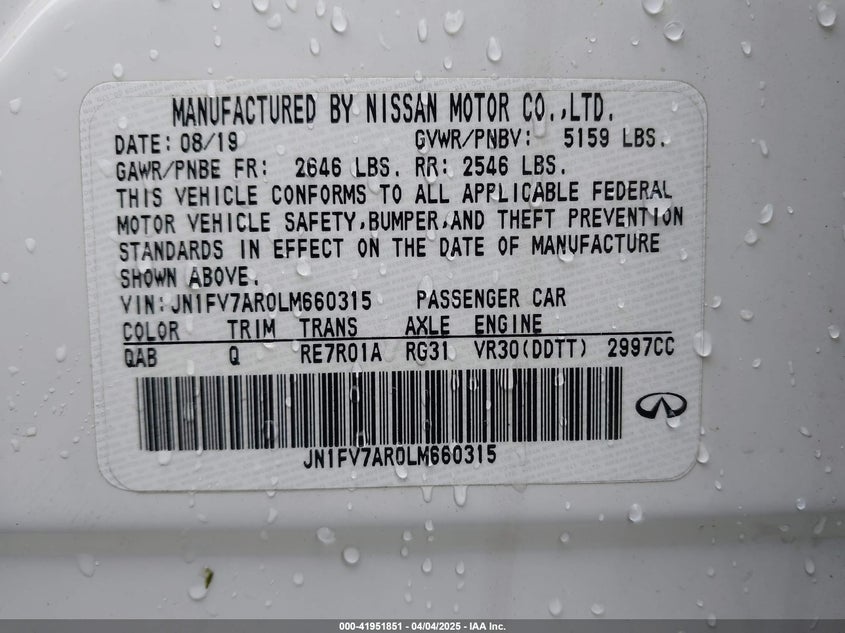 MANUFACTURED BY NISSAN MOTOR CO.,LTD.
DATE: 08/19 GVWR/PNBV: 5159 LBS.
GAWR/PNBE FR: 2646 LBS. RR: 2546 LBS.
THIS VEHICLE CONFORMS TO ALL APPLICABLE FEDERAL
MOTOR VEHICLE SAFETY,BUMPER,AND THEFT PREVENTION
STANDARDS IN EFFECT ON THE DATE OF MANUFACTURE
SHOWN ABOVE.
VIN:JN1FV7AR0LM660315 PASSENGER CAR
COLOR TRIM TRANS AXLE ENGINE
QAB Q RE7R01A RG31 VR30(DDTT) 2997CC
JN1FV7AR0LM660315
000-41951851 - 04/04/2025 - IAA Inc.